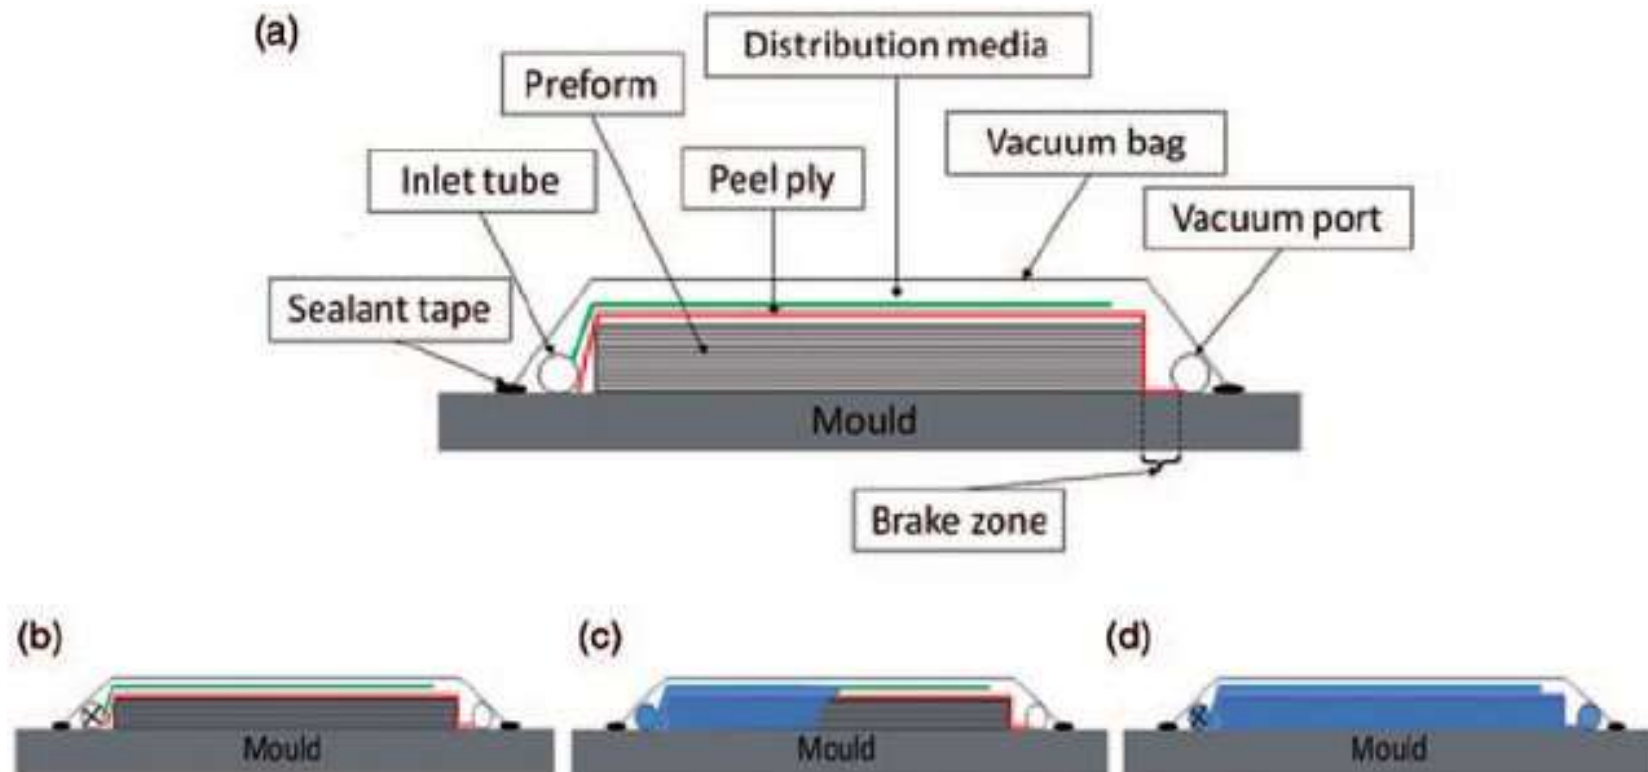 (a)
Distribution media
Preform
Vacuum bag
Inlet tube
Peel ply
Vacuum port
Sealant tape
Mould
Brake zone
(b)
(c)
(d)
Mould
Mould
Mould